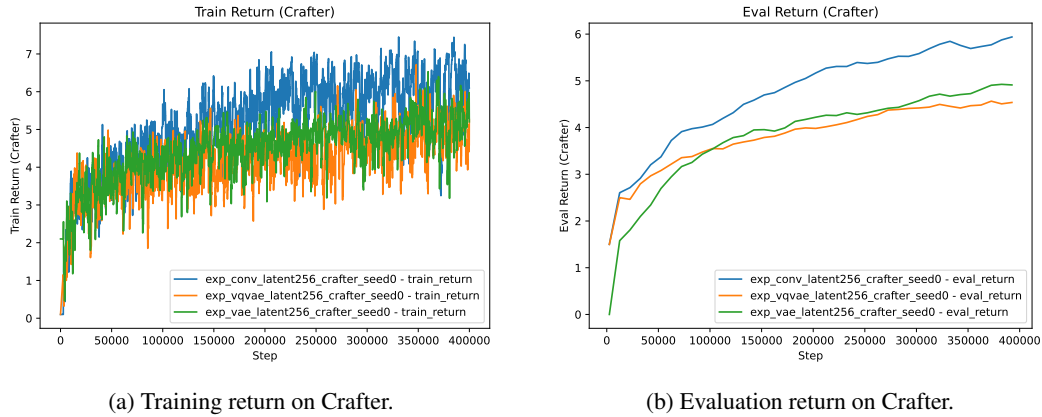 Train Return (Crafter)
7
6
5
4
3
2
1
0
Train Return (Crafter)
0
50000
100000
150000
200000
250000
300000
350000
400000
Step
exp_conv_latent256_crafter_seed0 - train_return
exp_vqvae_latent256_crafter_seed0 - train_return
exp_vae_latent256_crafter_seed0 - train_return
(a) Training return on Crafter.
Eval Return (Crafter)
6
5
4
3
2
1
0
Eval Return (Crafter)
0
50000
100000
150000
200000
250000
300000
350000
400000
Step
exp_conv_latent256_crafter_seed0 - eval_return
exp_vqvae_latent256_crafter_seed0 - eval_return
exp_vae_latent256_crafter_seed0 - eval_return
(b) Evaluation return on Crafter.